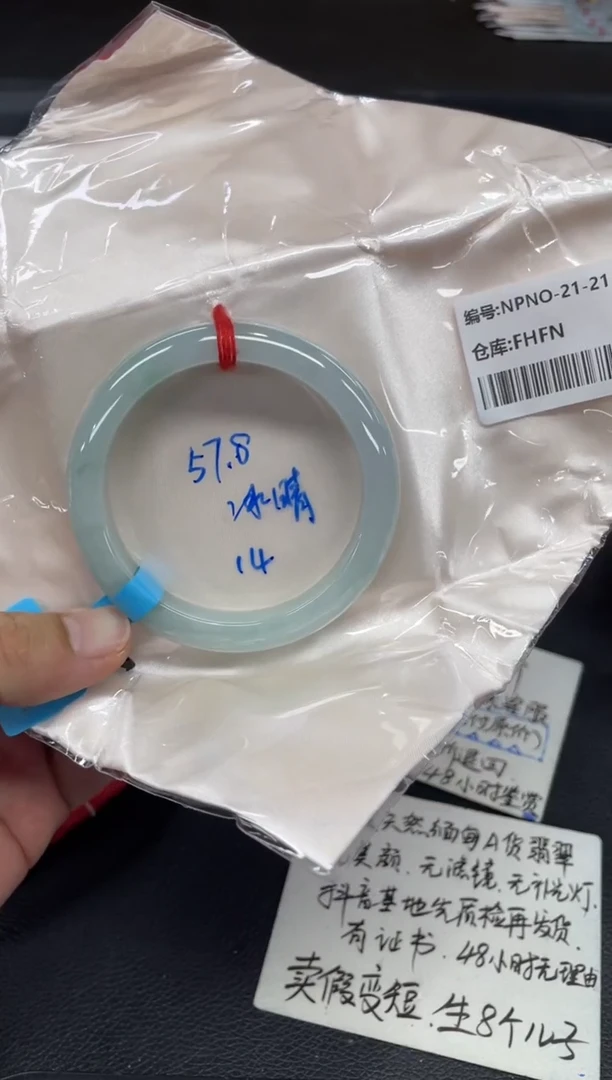 编号:NPNO-21-21
仓库:FHFN
57.8
冰晴
14
48小时鉴赏
天然缅甸A货翡翠
美颜.无滤镜.无补光灯.
抖音基地先质检再发货.
有证书.48小时无理由
卖假变短.生8个儿子